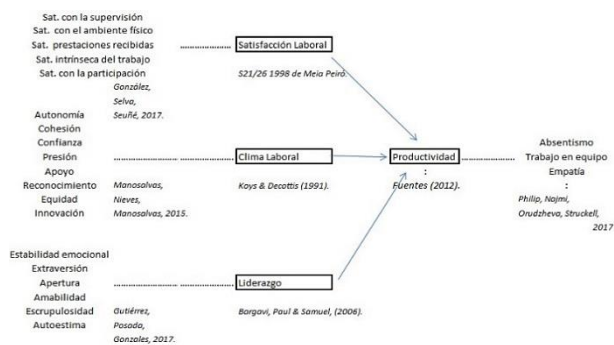 Sat. con la supervisión
Sat. con el ambiente físico
Sat. prestaciones recibidas ................ Satisfacción Laboral
Sat. intrínseca del trabajo
Sat. con la participación S21/26 1998 de Meia Peiró.
González,
Selva,
Seuñé, 2017.
Autonomía
Cohesión
Confianza
Presión ................ Clima Laboral
Apoyo
Reconocimiento
Equidad
Innovación
Manosalvas,
Nieves,
Manosalvas, 2015.
Koys & Decottis (1991).
Productividad ................
:
Fuentes (2012).
Absentismo
Trabajo en equipo
Empatía
:
Philip, Najmi,
Orudzheva, Struckell,
2017
Estabilidad emocional
Extraversión
Apertura ................ Liderazgo
Amabilidad
Escrupulosidad
Autoestima
Gutiérrez,
Posada,
Gonzales, 2017.
Bargavi, Paul & Samuel, (2006).